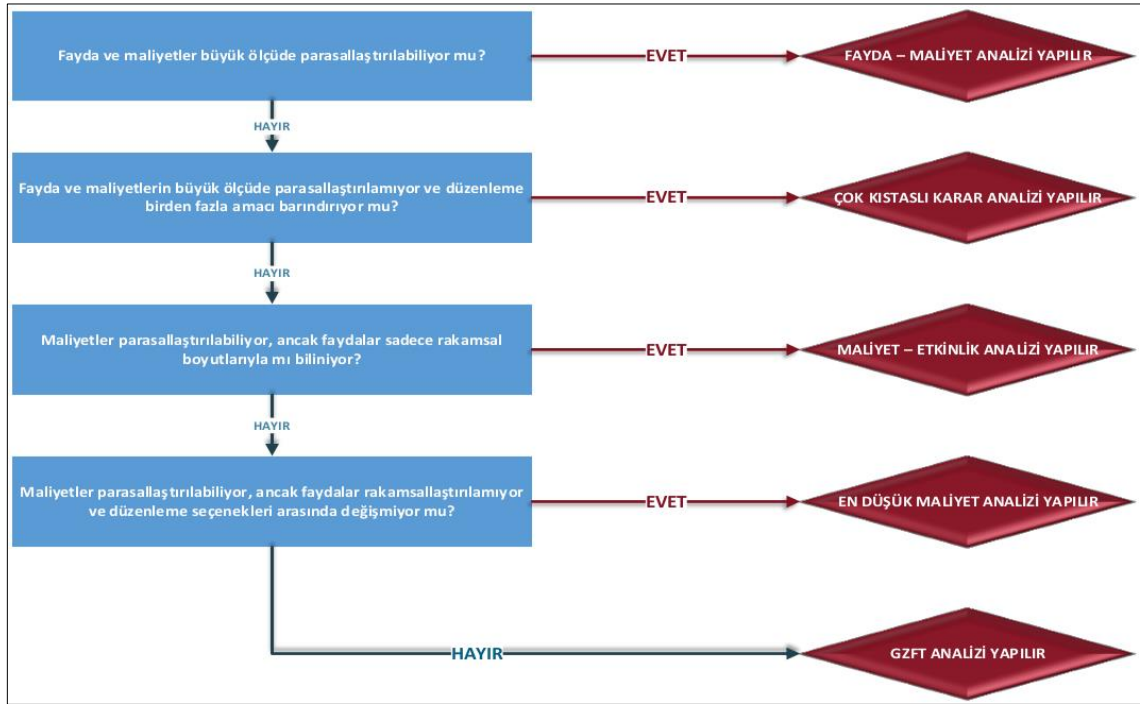 Fayda ve maliyetler büyük ölçüde parasallaştırılabiliyor mu?
EVET
FAYDA – MALİYET ANALİZİ YAPILIR
HAYIR
Fayda ve maliyetlerin büyük ölçüde parasallaştırılamıyor ve düzenleme
birden fazla amacı barındırıyor mu?
EVET
ÇOK KISTASLI KARAR ANALİZİ YAPILIR
HAYIR
Maliyetler parasallaştırılabiliyor, ancak faydalar sadece rakamsal
boyutlarıyla mı biliniyor?
EVET
MALİYET – ETKİNLİK ANALİZİ YAPILIR
HAYIR
Maliyetler parasallaştırılabiliyor, ancak faydalar rakamsallaştırılamıyor
ve düzenleme seçenekleri arasında değişmiyor mu?
EVET
EN DÜŞÜK MALİYET ANALİZİ YAPILIR
HAYIR
GZFT ANALİZİ YAPILIR